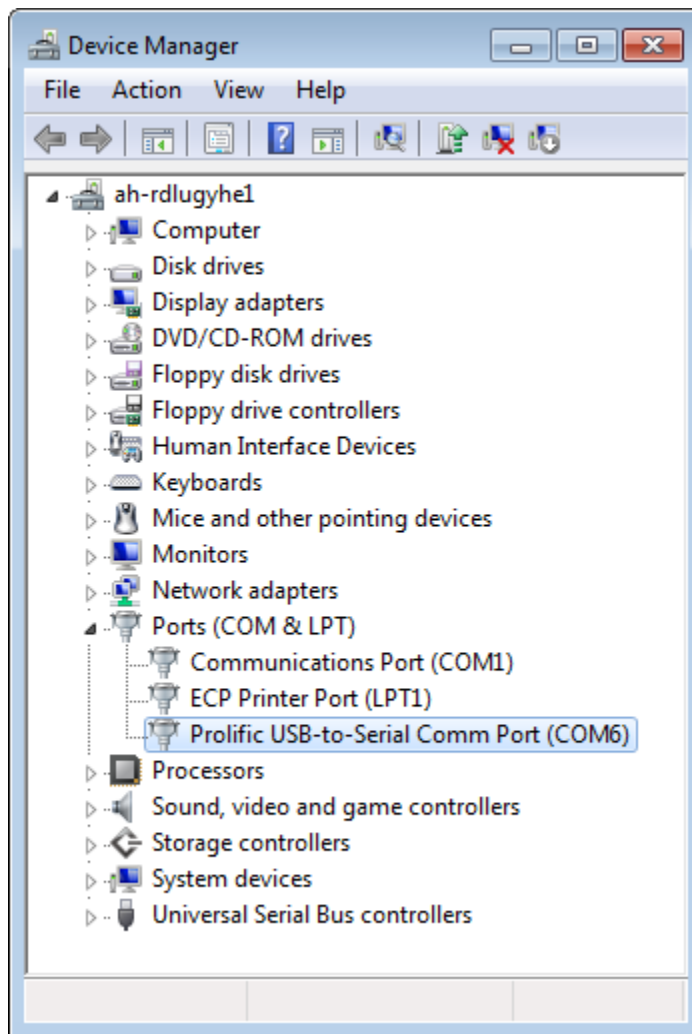 Device Manager
File Action View Help
ah-rdlugyhe1
Computer
Disk drives
Display adapters
DVD/CD-ROM drives
Floppy disk drives
Floppy drive controllers
Human Interface Devices
Keyboards
Mice and other pointing devices
Monitors
Network adapters
Ports (COM & LPT)
Communications Port (COM1)
ECP Printer Port (LPT1)
Prolific USB-to-Serial Comm Port (COM6)
Processors
Sound, video and game controllers
Storage controllers
System devices
Universal Serial Bus controllers